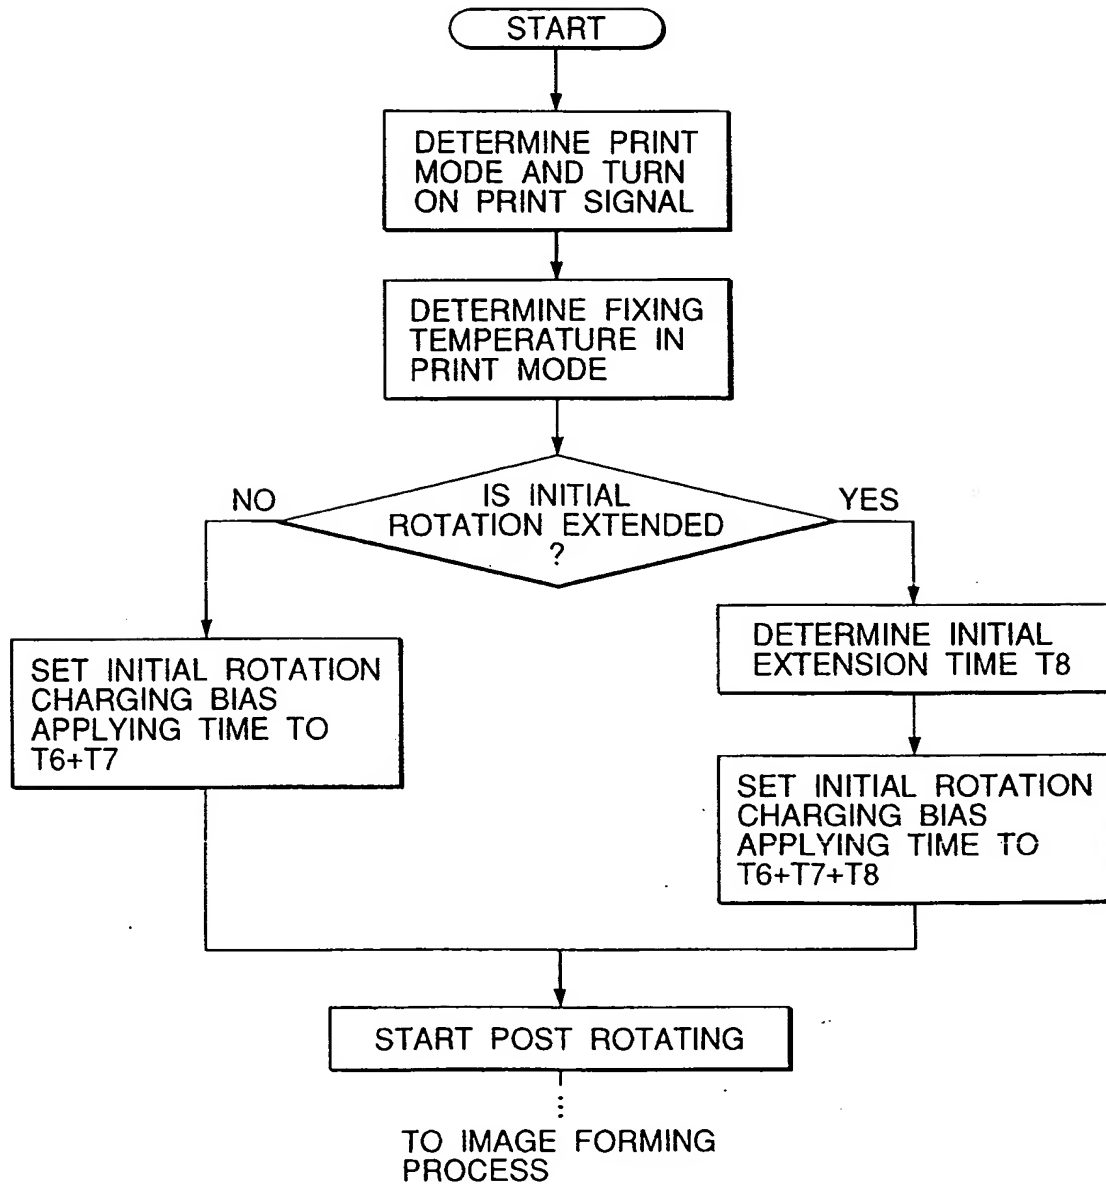 START
DETERMINE PRINT
MODE AND TURN
ON PRINT SIGNAL
DETERMINE FIXING
TEMPERATURE IN
PRINT MODE
IS INITIAL
ROTATION EXTENDED
?
NO
YES
SET INITIAL ROTATION
CHARGING BIAS
APPLYING TIME TO
T6+T7
DETERMINE INITIAL
EXTENSION TIME T8
SET INITIAL ROTATION
CHARGING BIAS
APPLYING TIME TO
T6+T7+T8
START POST ROTATING
TO IMAGE FORMING
PROCESS